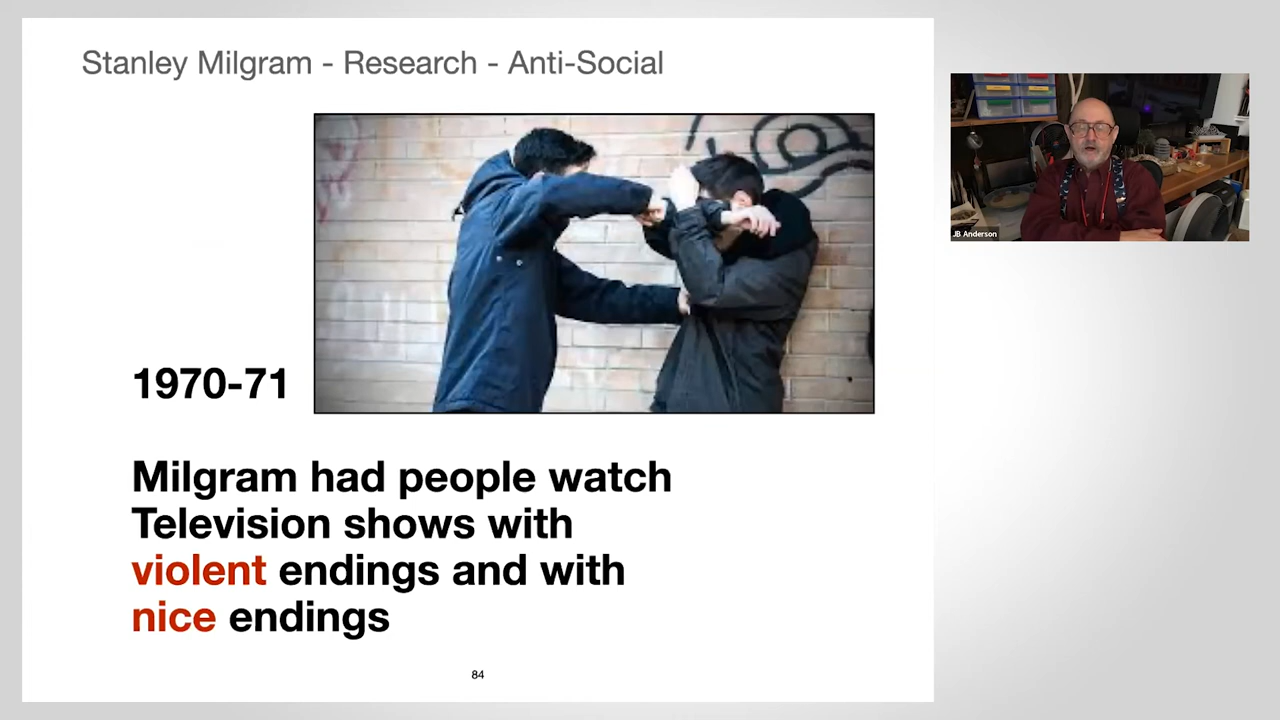 Stanley Milgram - Research - Anti-Social
1970-71
Milgram had people watch
Television shows with
violent endings and with
nice endings
84
JB Anderson